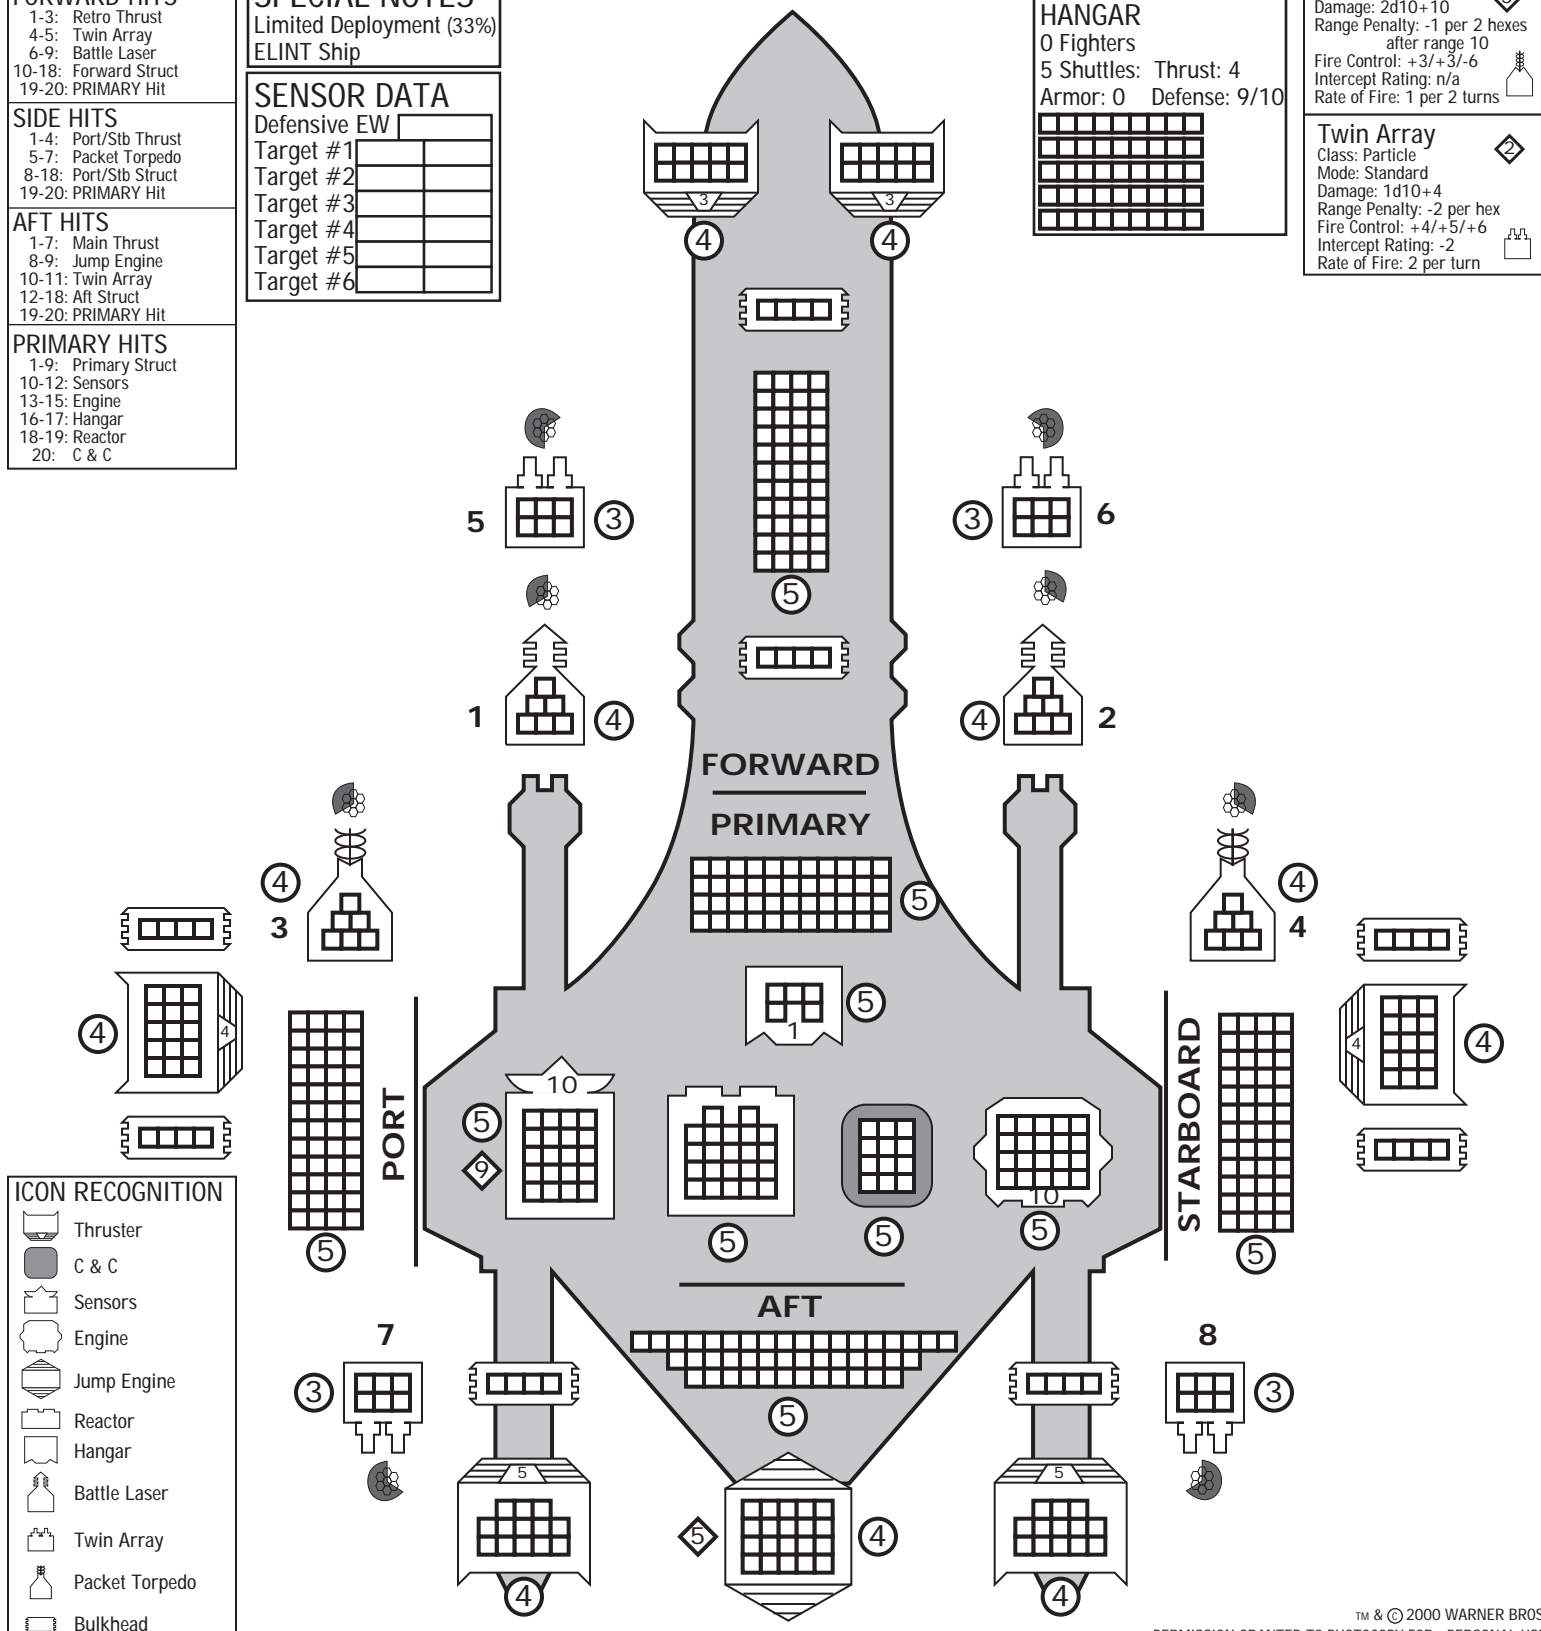 FORWARD HITS
1-3: Retro Thrust
4-5: Twin Array
6-9: Battle Laser
10-18: Forward Struct
19-20: PRIMARY Hit
SIDE HITS
1-4: Port/Stb Thrust
5-7: Packet Torpedo
8-18: Port/Stb Struct
19-20: PRIMARY Hit
AFT HITS
1-7: Main Thrust
8-9: Jump Engine
10-11: Twin Array
12-18: Aft Struct
19-20: PRIMARY Hit
PRIMARY HITS
1-9: Primary Struct
10-12: Sensors
13-15: Engine
16-17: Hangar
18-19: Reactor
20: C & C
SPECIAL NOTES
Limited Deployment (33%)
ELINT Ship
SENSOR DATA
Defensive EW
Target #1
Target #2
Target #3
Target #4
Target #5
Target #6
HANGAR
0 Fighters
5 Shuttles: Thrust: 4
Armor: 0 Defense: 9/10
Damage: 2d10+10
Range Penalty: -1 per 2 hexes
after range 10
Fire Control: +3/+3/-6
Intercept Rating: n/a
Rate of Fire: 1 per 2 turns
Twin Array
2
Class: Particle
Mode: Standard
Damage: 1d10+4
Range Penalty: -2 per hex
Fire Control: +4/+5/+6
Intercept Rating: -2
Rate of Fire: 2 per turn
3 3
4 4
5 3 3 6
5
1 4 4 2
FORWARD
PRIMARY
4 5 4
3 4
5
4 4 1 4 4
PORT
STARBOARD
10
5
9
10
5 5 5 5 5
AFT
7 8
3 3
5
5 5
5 4
4 4
ICON RECOGNITION
Thruster
C & C
Sensors
Engine
Jump Engine
Reactor
Hangar
Battle Laser
Twin Array
Packet Torpedo
Bulkhead
TM & © 2000 WARNER BROS